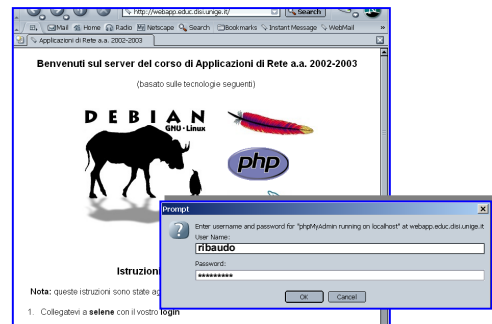 http://webapp.educ.disi.unige.it/
Search
Mail Home Radio Netscape Search Bookmarks Instant Message WebMail
Applicazioni di Rete a.a. 2002-2003
Benvenuti sul server del corso di Applicazioni di Rete a.a. 2002-2003
(basato sulle tecnologie seguenti)
DEBIAN
GNU·Linux
php
Prompt
Enter username and password for "phpMyAdmin running on localhost" at webapp.educ.disi.unige.it
User Name:
ribaudo
Password:
*********
OK Cancel
Istruzioni
Nota: queste istruzioni sono state ag
1. Collegatevi a selene con il vostro login